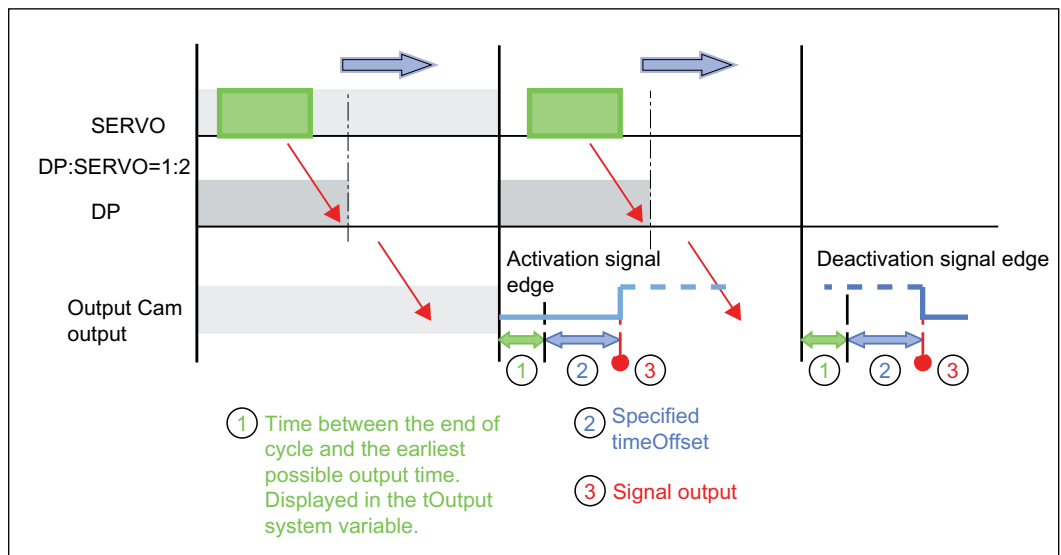 SERVO
DP:SERVO=1:2
DP
Activation signal
edge
Deactivation signal edge
Output Cam
output
1 2 3
1 2 3
1 Time between the end of
cycle and the earliest
possible output time.
Displayed in the tOutput
system variable.
2 Specified
timeOffset
3 Signal output